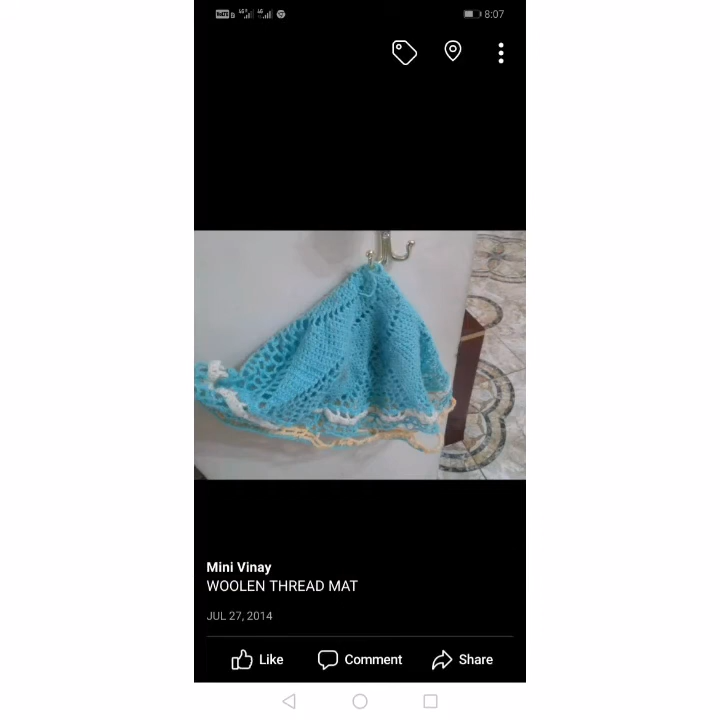 8:07
Mini Vinay
WOOLEN THREAD MAT
JUL 27, 2014
Like Comment Share